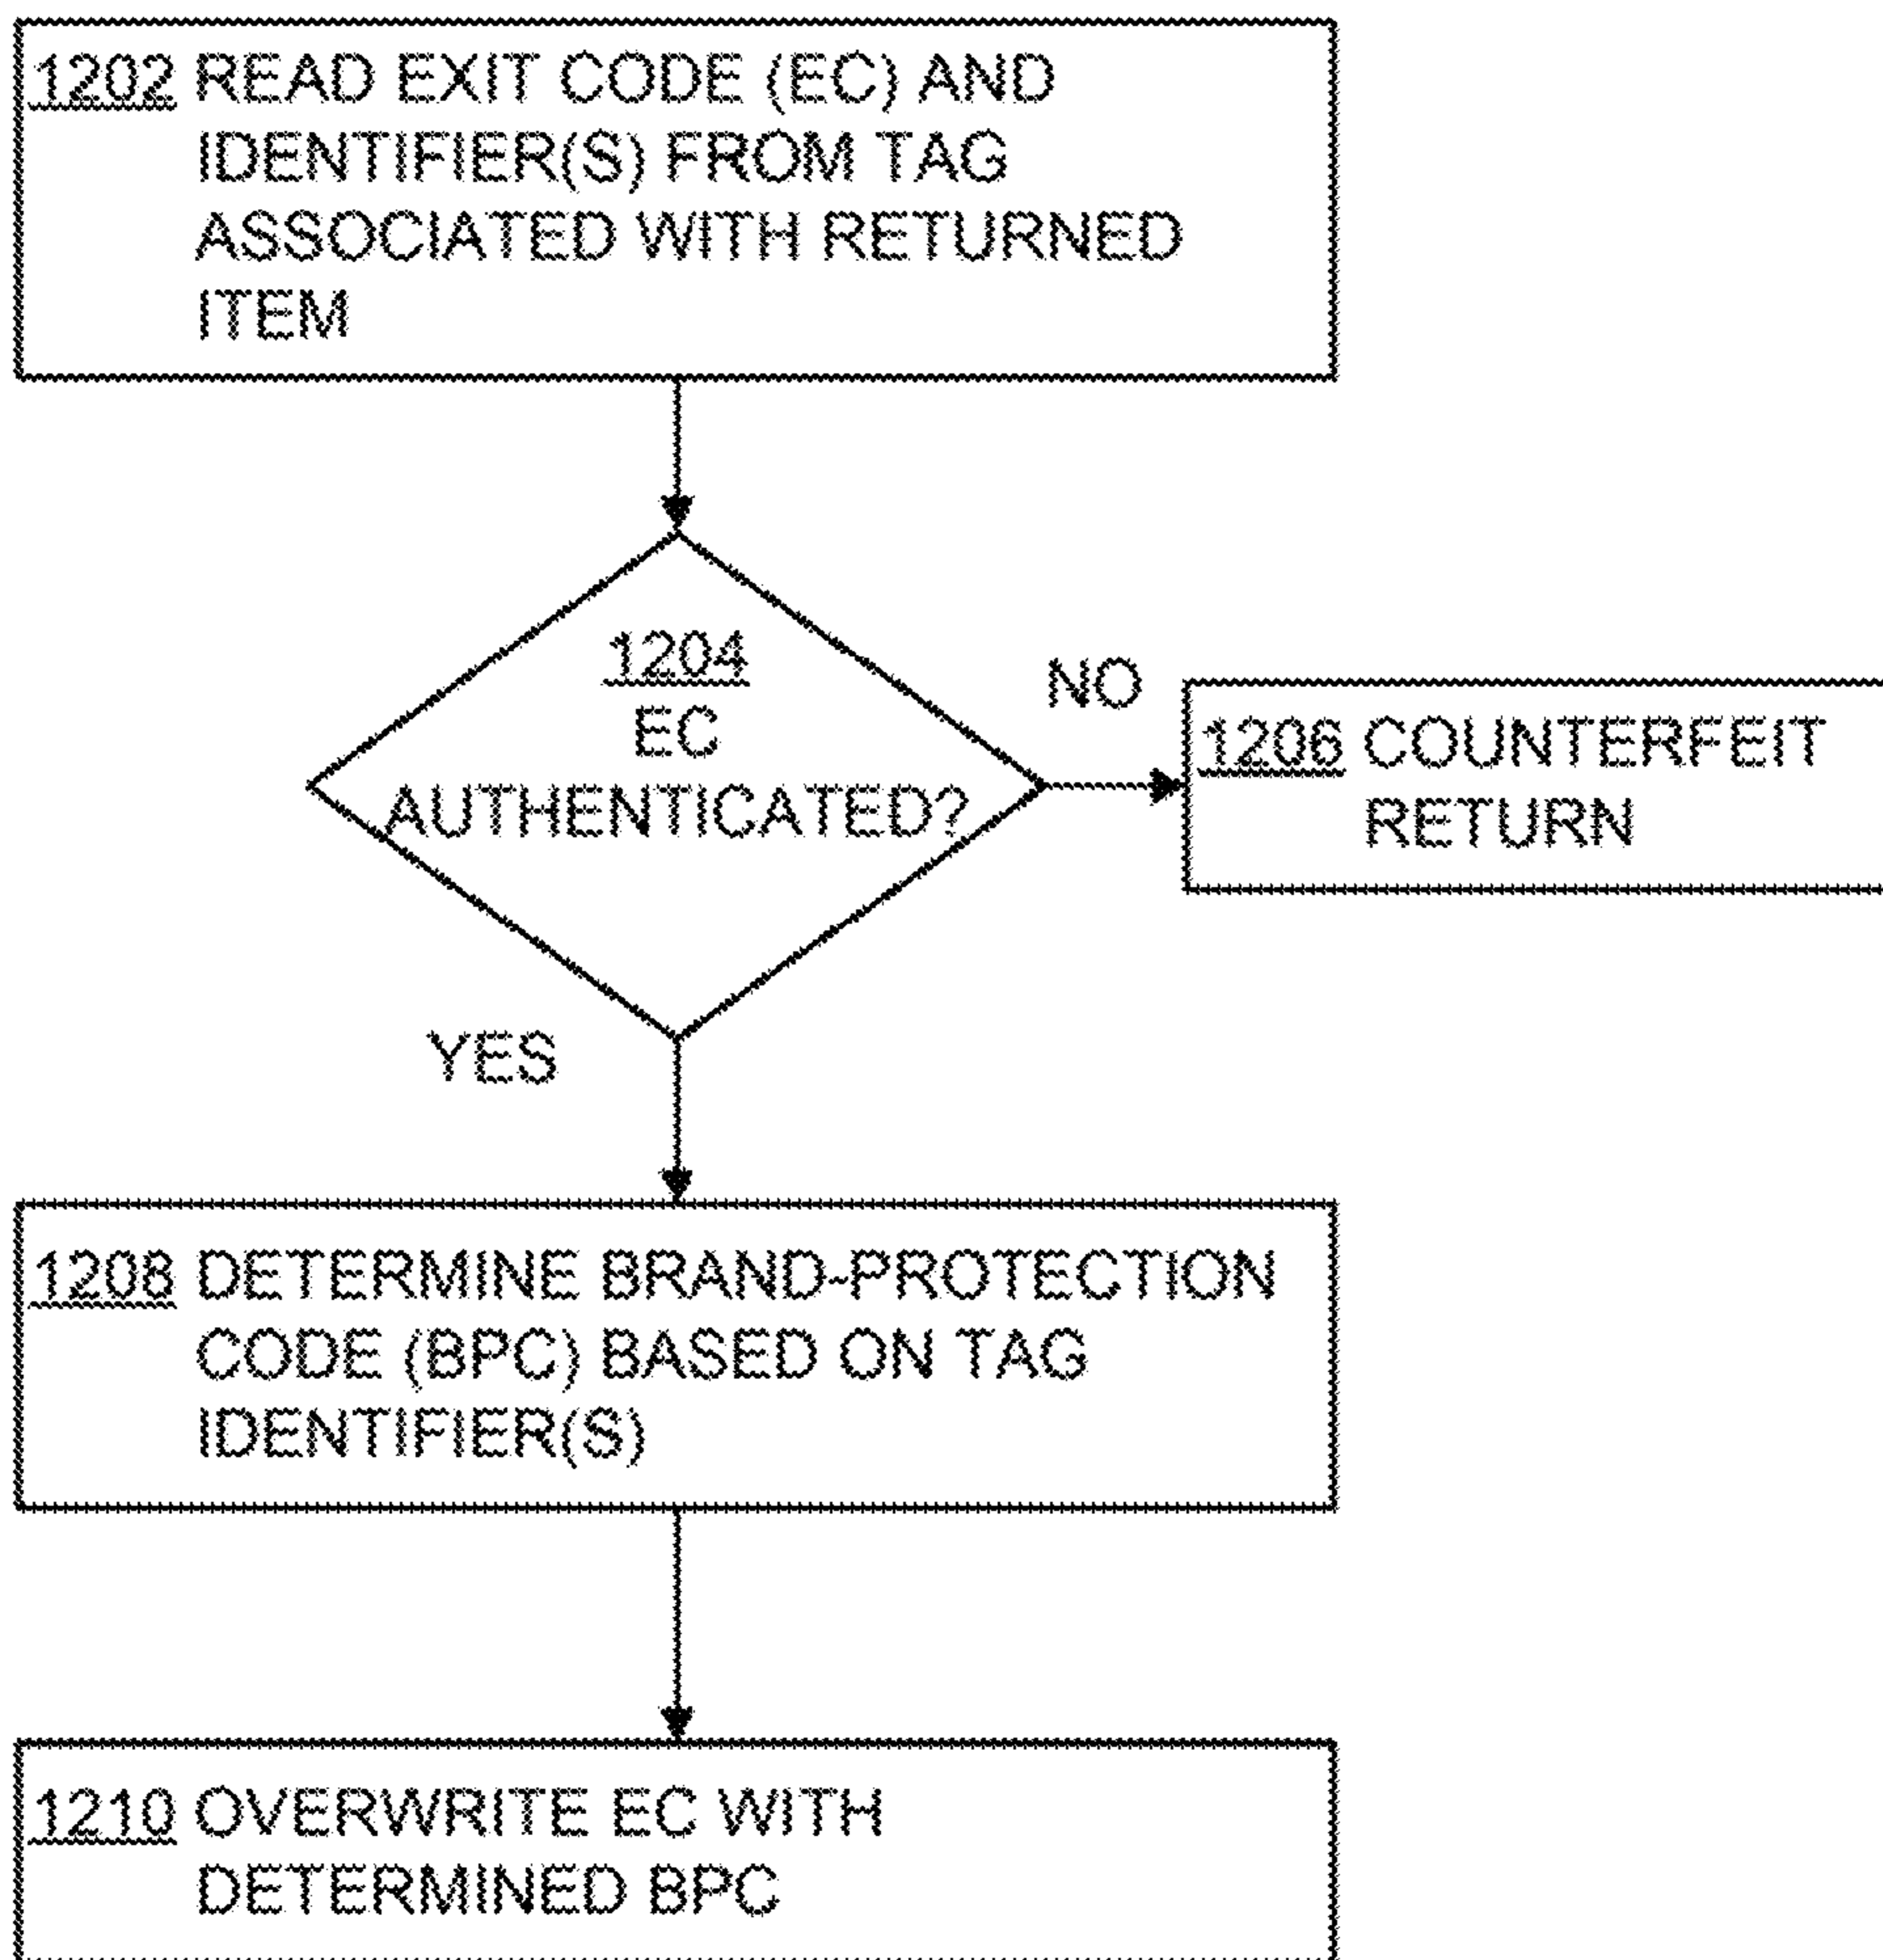 1202 READ EXIT CODE (EC) AND
IDENTIFIER(S) FROM TAG
ASSOCIATED WITH RETURNED
ITEM
1204
EC
AUTHENTICATED?
NO
1206 COUNTERFEIT
RETURN
YES
1208 DETERMINE BRAND-PROTECTION
CODE (BPC) BASED ON TAG
IDENTIFIER(S)
1210 OVERWRITE EC WITH
DETERMINED BPC